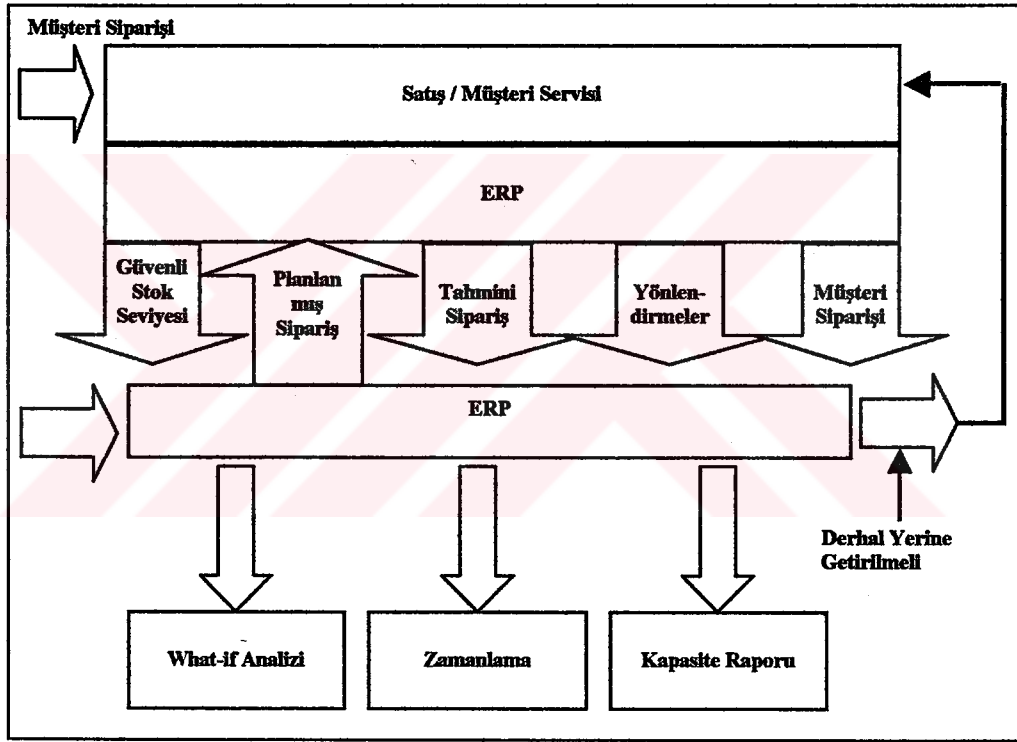 Müşteri Siparişi
Satış / Müşteri Servisi
ERP
Güvenli
Stok
Seviyesi
Planlan
mış
Sipariş
Tahmini
Sipariş
Yönlen-
dirmeler
Müşteri
Siparişi
ERP
Derhal Yerine
Getirilmeli
What-if Analizi
Zamanlama
Kapasite Raporu